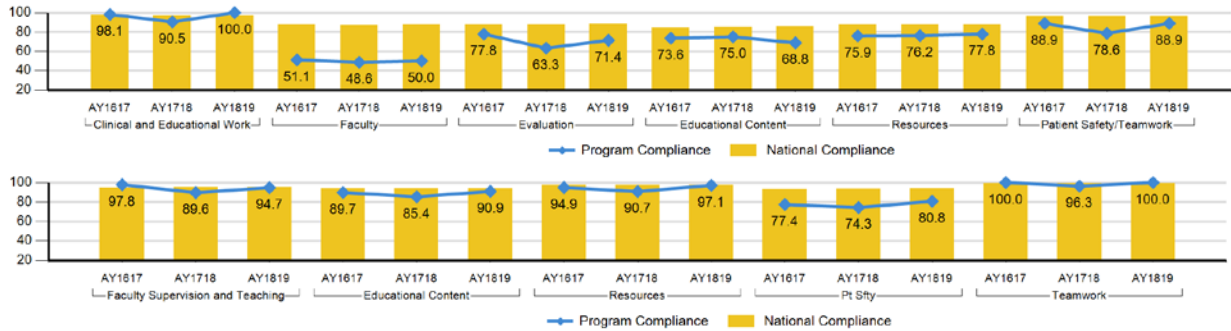 100
80
60
40
20
98.1 90.5 100.0 51.1 48.6 50.0 77.8 63.3 71.4 73.6 75.0 68.8 75.9 76.2 77.8 88.9 78.6 88.9
AY1617 AY1718 AY1819 AY1617 AY1718 AY1819 AY1617 AY1718 AY1819 AY1617 AY1718 AY1819 AY1617 AY1718 AY1819 AY1617 AY1718 AY1819
Clinical and Educational Work Faculty Evaluation Educational Content Resources Patient Safety/Teamwork
Program Compliance National Compliance
100
80
60
40
20
97.8 89.6 94.7 89.7 85.4 90.9 94.9 90.7 97.1 77.4 74.3 80.8 100.0 96.3 100.0
AY1617 AY1718 AY1819 AY1617 AY1718 AY1819 AY1617 AY1718 AY1819 AY1617 AY1718 AY1819 AY1617 AY1718 AY1819
Faculty Supervision and Teaching Educational Content Resources Pt Sfty Teamwork
Program Compliance National Compliance